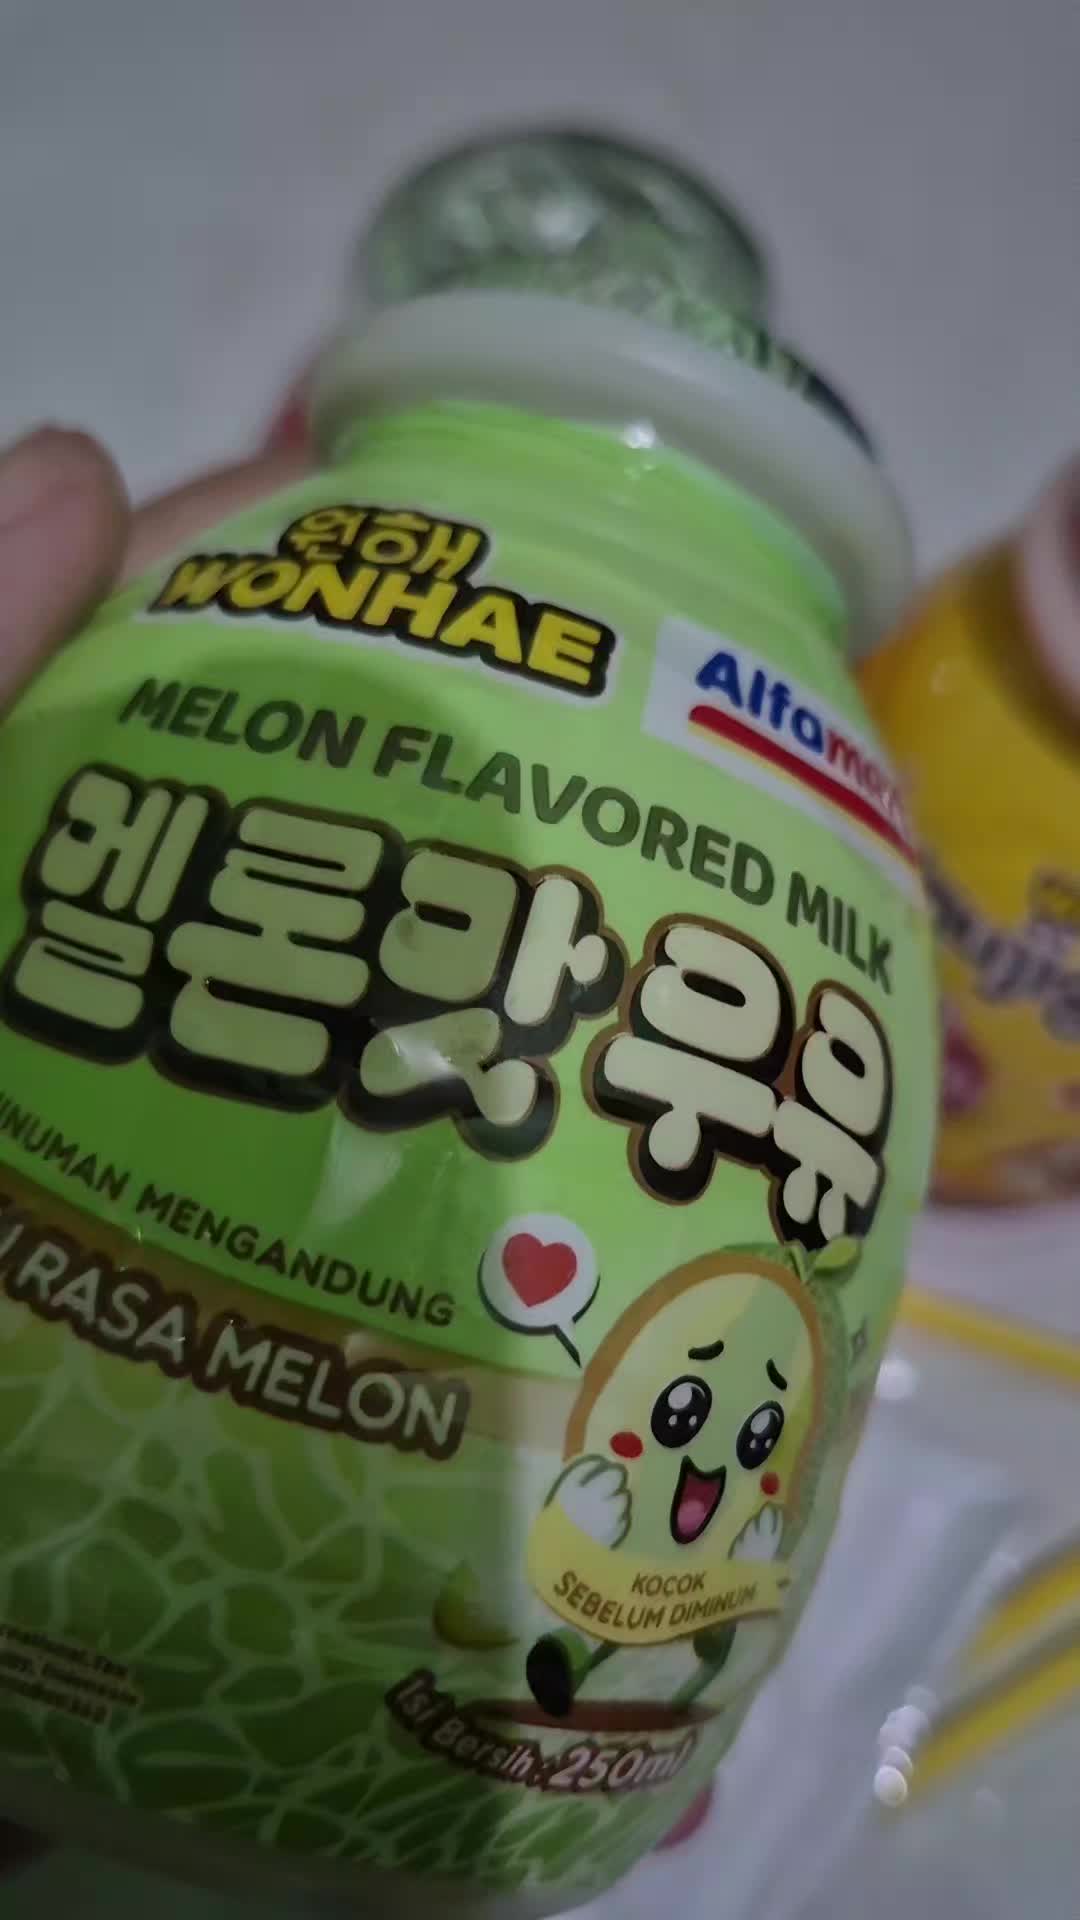 원해
WONHAE
Alfamart
MELON FLAVORED MILK
멜론맛 우유
MINUMAN MENGANDUNG
RASA MELON
KOCOK
SEBELUM DIMINUM
Isi Bersih : 250ml